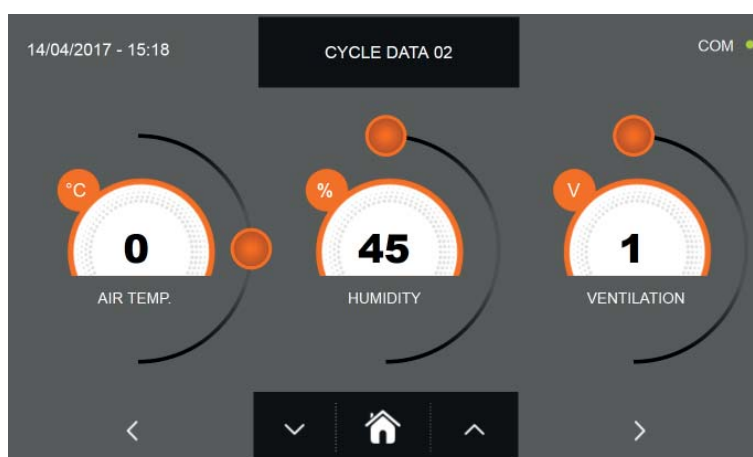 14/04/2017 - 15:18
CYCLE DATA 02
COM
°C
0
AIR TEMP.
%
45
HUMIDITY
V
1
VENTILATION